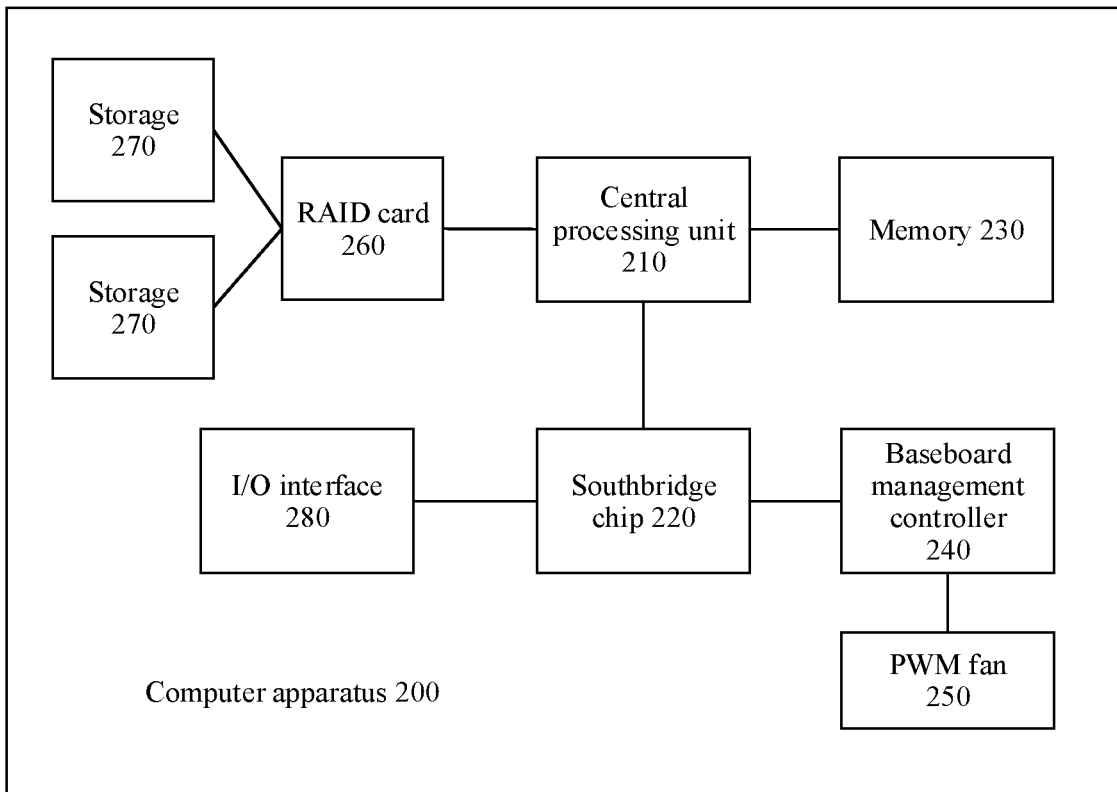 Storage
270
RAID card
260
Central
processing unit
210
Memory 230
Storage
270
I/O interface
280
Southbridge
chip 220
Baseboard
management
controller
240
PWM fan
250
Computer apparatus 200